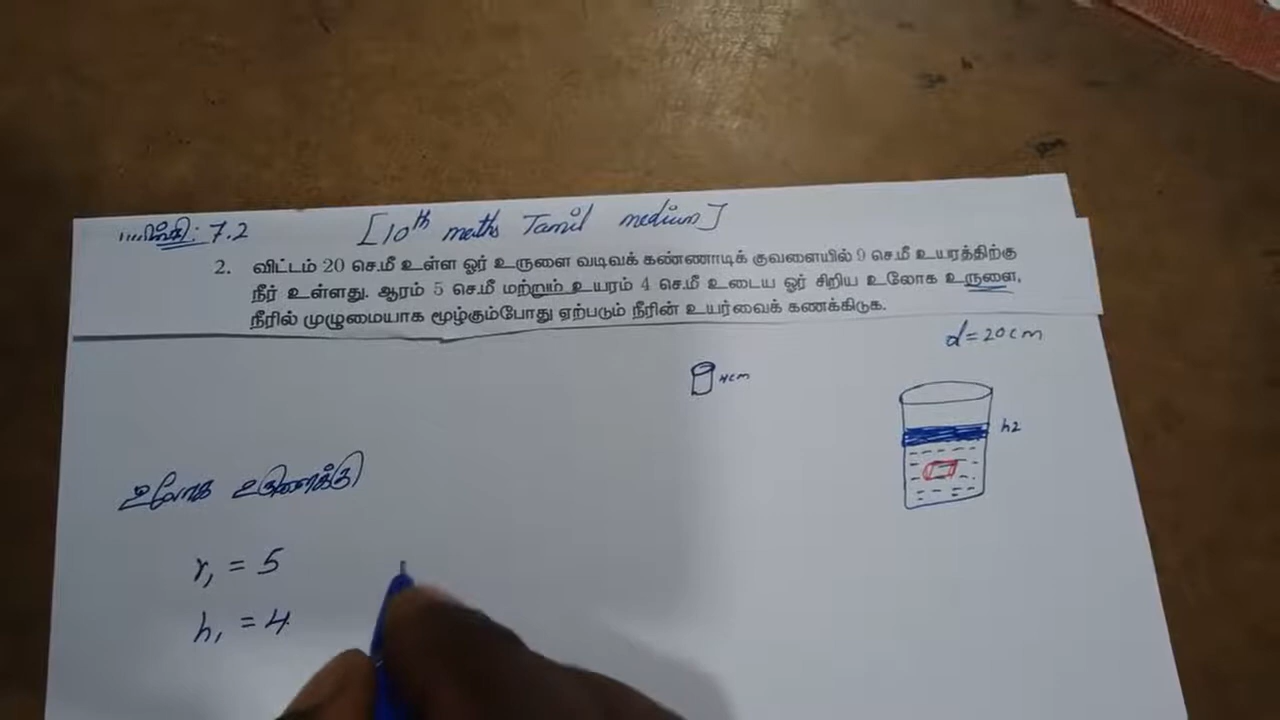 பயிற்சி: 7.2 [10th maths Tamil medium]
2. விட்டம் 20 செ.மீ உள்ள ஓர் உருளை வடிவக் கண்ணாடிக் குவளையில் 9 செ.மீ உயரத்திற்கு
நீர் உள்ளது. ஆரம் 5 செ.மீ மற்றும் உயரம் 4 செ.மீ உடைய ஓர் சிறிய உலோக உருளை,
நீரில் முழுமையாக மூழ்கும்போது ஏற்படும் நீரின் உயர்வைக் கணக்கிடுக.
d=20cm
4cm
h2
உலோக உருளைக்கு
r₁ = 5
h₁ = 4